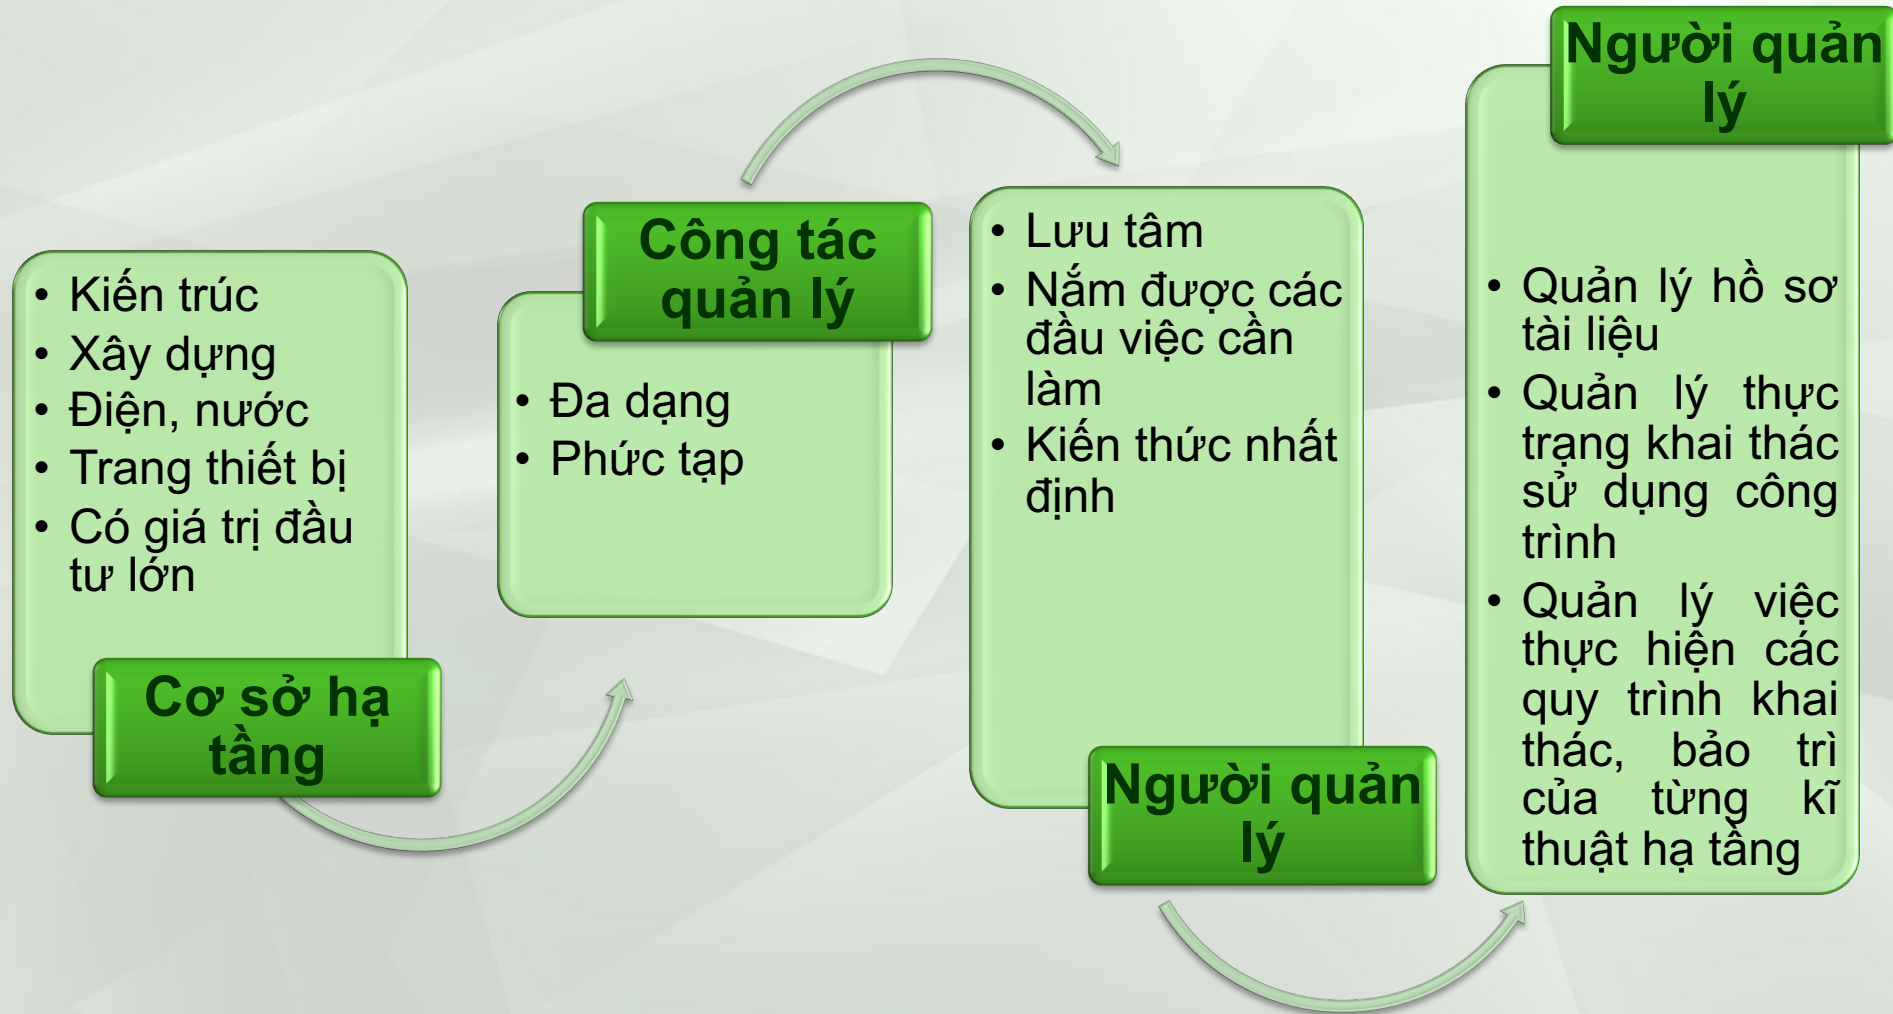 • Kiến trúc
• Xây dựng
• Điện, nước
• Trang thiết bị
• Có giá trị đầu
tư lớn
Cơ sở hạ
tầng
Công tác
quản lý
• Đa dạng
• Phức tạp
• Lưu tâm
• Nắm được các
đầu việc cần
làm
• Kiến thức nhất
định
Người quản
lý
Người quản
lý
• Quản lý hồ sơ
tài liệu
• Quản lý thực
trạng khai thác
sử dụng công
trình
• Quản lý việc
thực hiện các
quy trình khai
thác, bảo trì
của từng kĩ
thuật hạ tầng